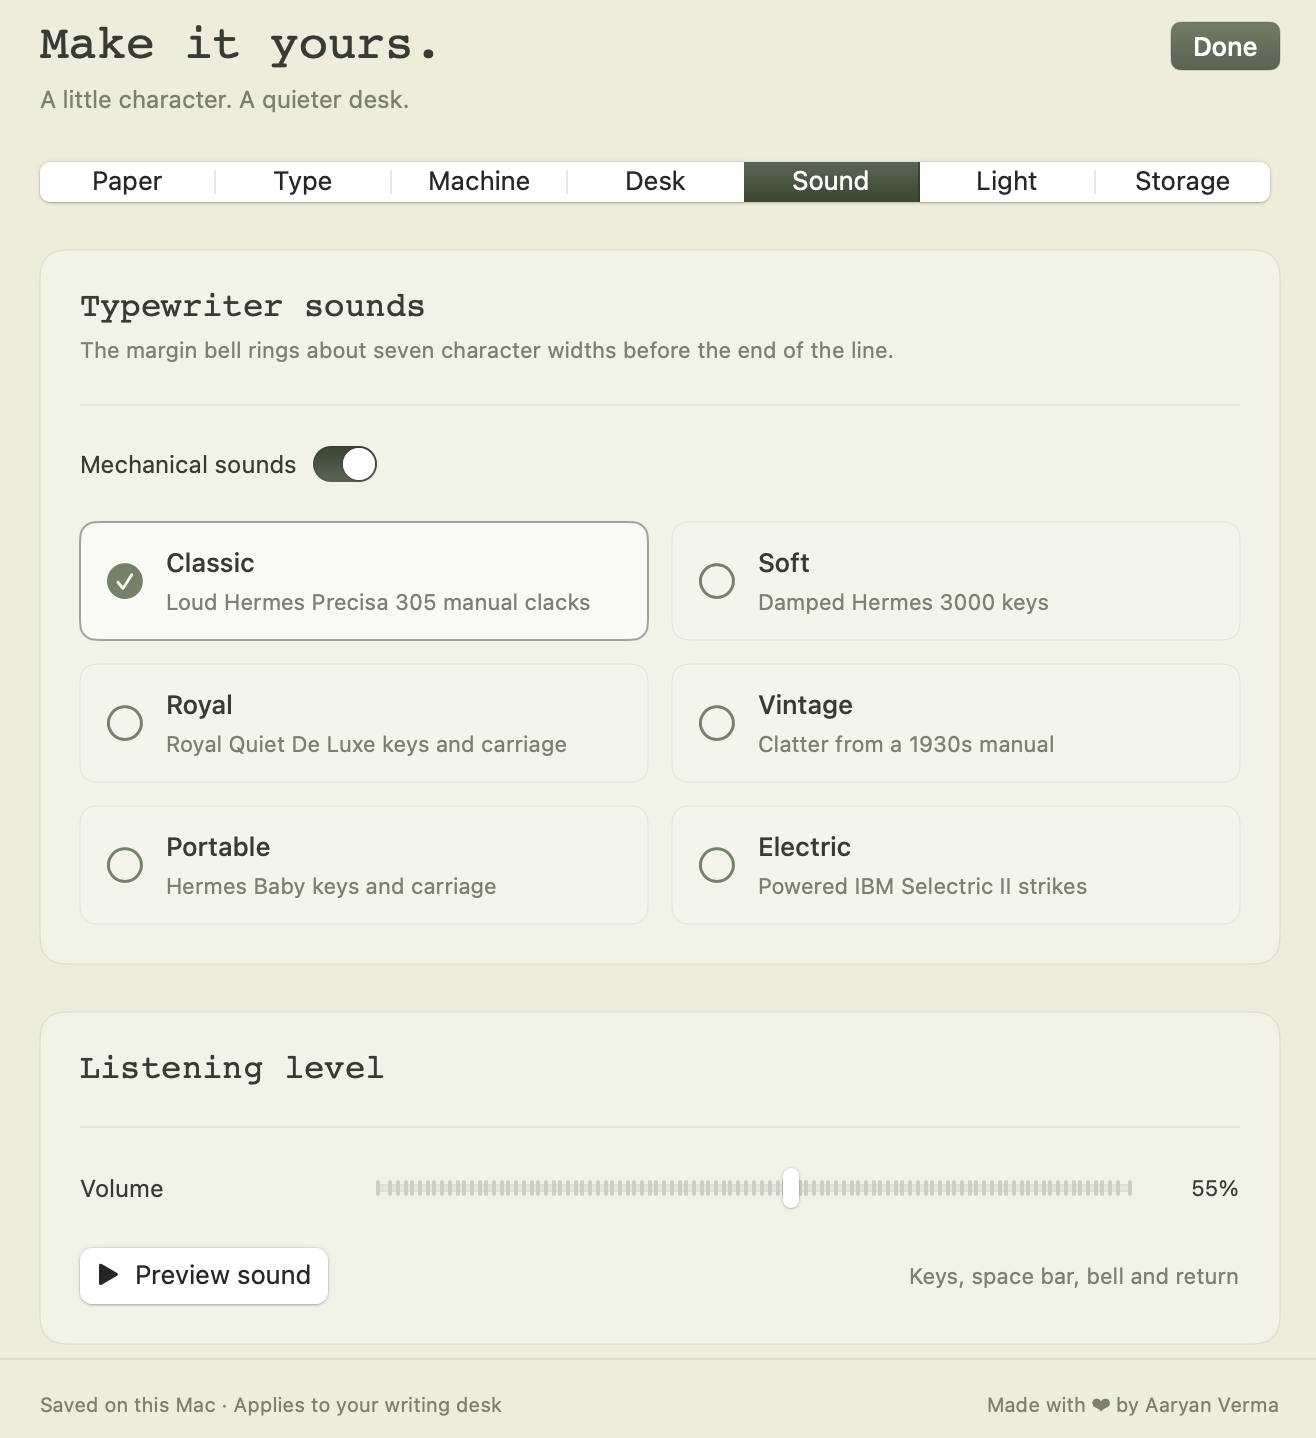 Make it yours.
Done
A little character. A quieter desk.
Paper
Type
Machine
Desk
Sound
Light
Storage
Typewriter sounds
The margin bell rings about seven character widths before the end of the line.
Mechanical sounds
Classic
Loud Hermes Precisa 305 manual clacks
Soft
Damped Hermes 3000 keys
Royal
Royal Quiet De Luxe keys and carriage
Vintage
Clatter from a 1930s manual
Portable
Hermes Baby keys and carriage
Electric
Powered IBM Selectric II strikes
Listening level
Volume
55%
Preview sound
Keys, space bar, bell and return
Saved on this Mac · Applies to your writing desk
Made with ❤ by Aaryan Verma